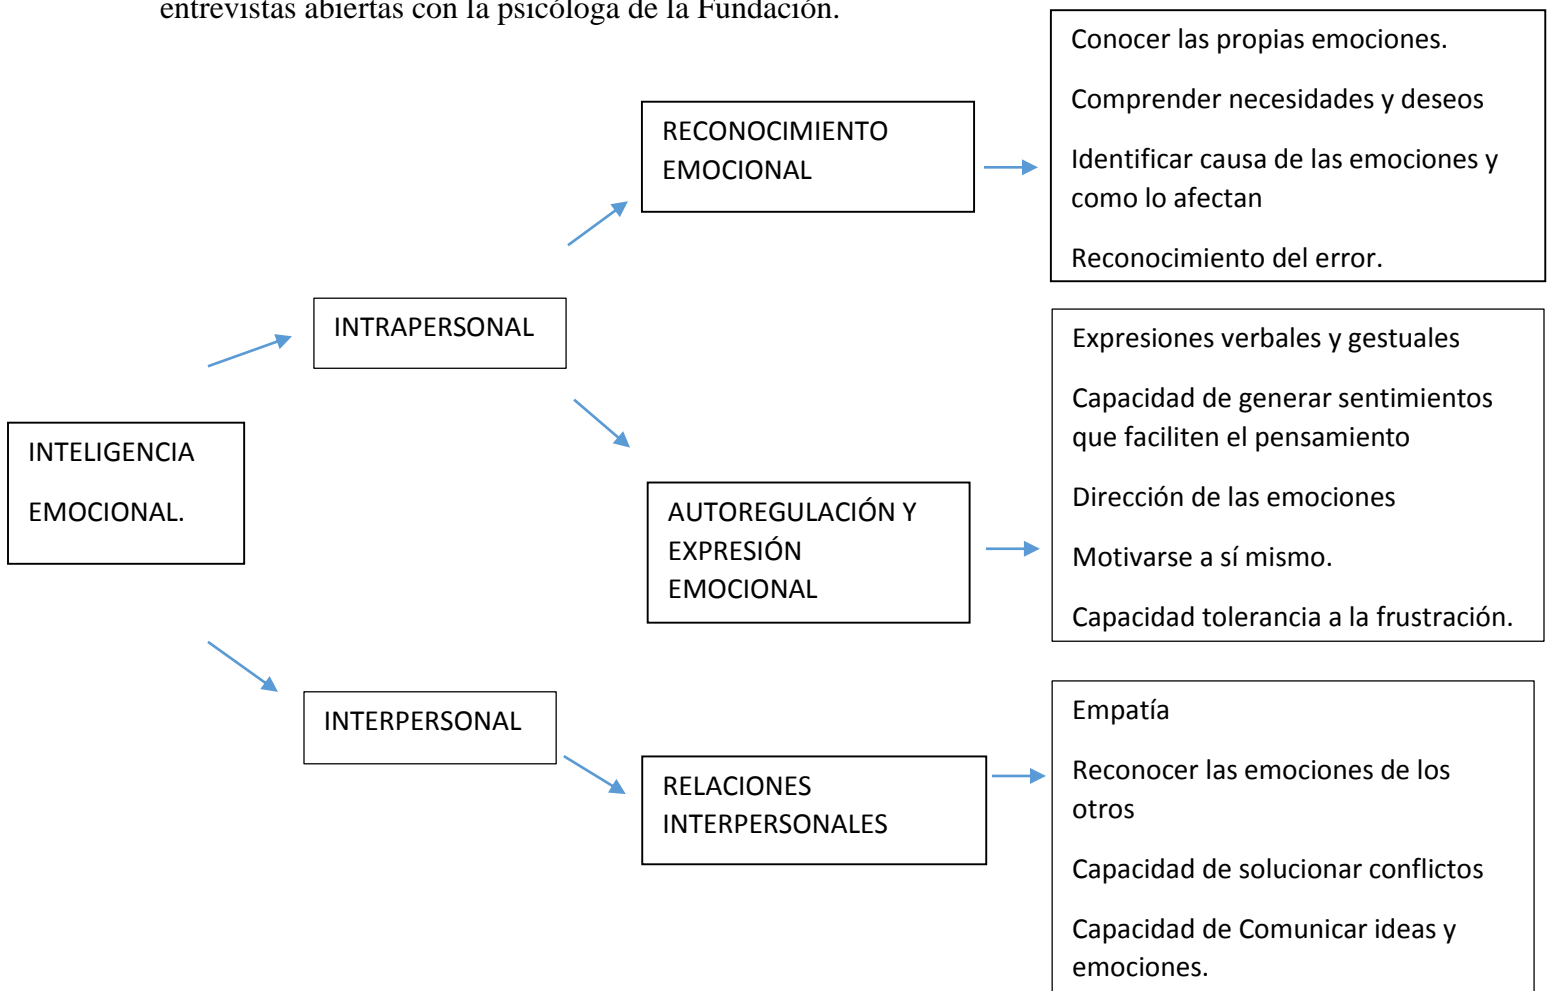 entrevistas abiertas con la psicóloga de la Fundación.
INTELIGENCIA
EMOCIONAL.
INTRAPERSONAL
RECONOCIMIENTO
EMOCIONAL
Conocer las propias emociones.
Comprender necesidades y deseos
Identificar causa de las emociones y
como lo afectan
Reconocimiento del error.
AUTOREGULACIÓN Y
EXPRESIÓN
EMOCIONAL
Expresiones verbales y gestuales
Capacidad de generar sentimientos
que faciliten el pensamiento
Dirección de las emociones
Motivarse a sí mismo.
Capacidad tolerancia a la frustración.
INTERPERSONAL
RELACIONES
INTERPERSONALES
Empatía
Reconocer las emociones de los
otros
Capacidad de solucionar conflictos
Capacidad de Comunicar ideas y
emociones.